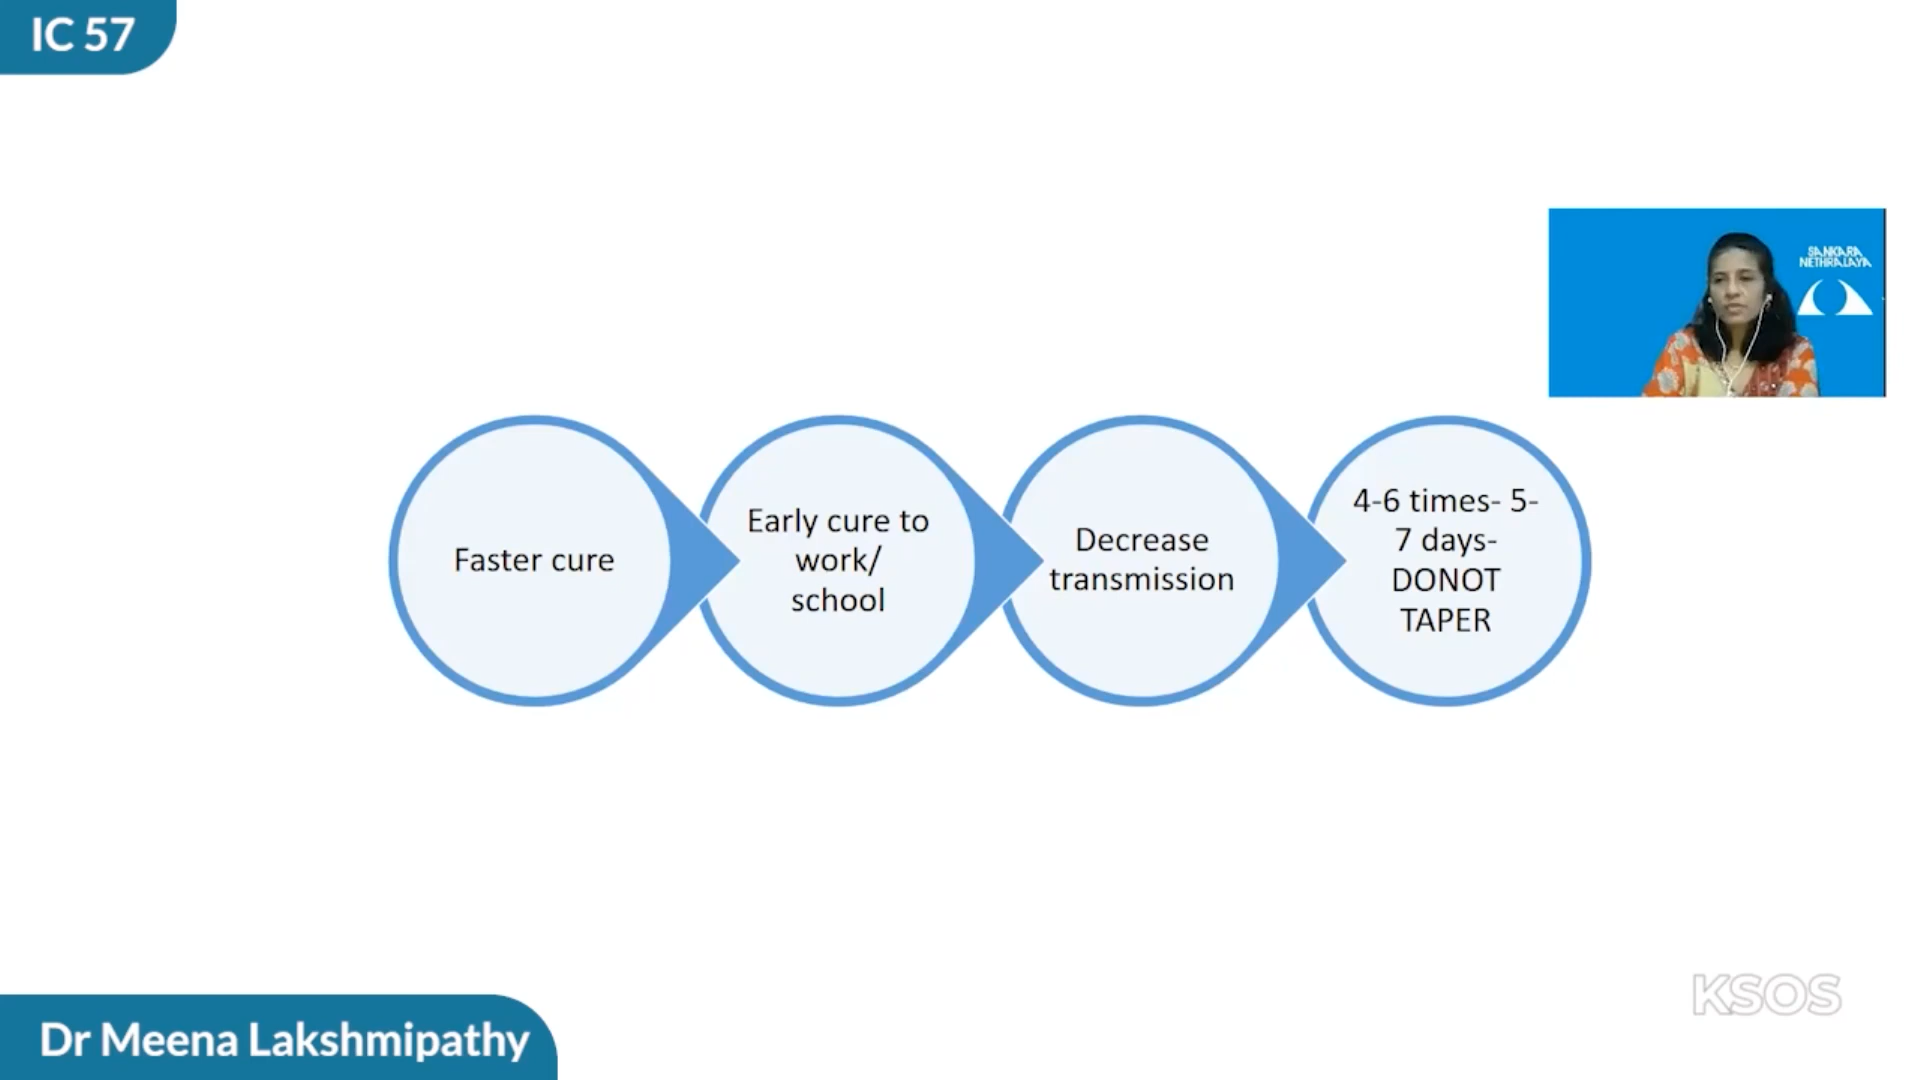 IC 57
SANKARA
NETHRALAYA
Faster cure
Early cure to
work/
school
Decrease
transmission
4-6 times- 5-
7 days-
DONOT
TAPER
KSOS
Dr Meena Lakshmipathy